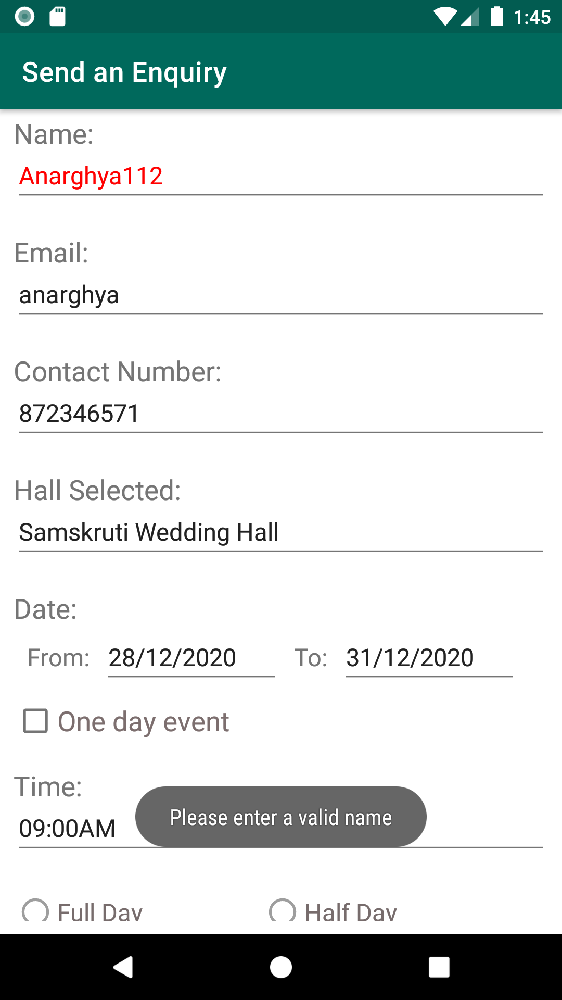 1:45
Send an Enquiry
Name:
Anarghya112
Email:
anarghya
Contact Number:
872346571
Hall Selected:
Samskruti Wedding Hall
Date:
From: 28/12/2020 To: 31/12/2020
One day event
Time:
Please enter a valid name
09:00AM
Full Day Half Day